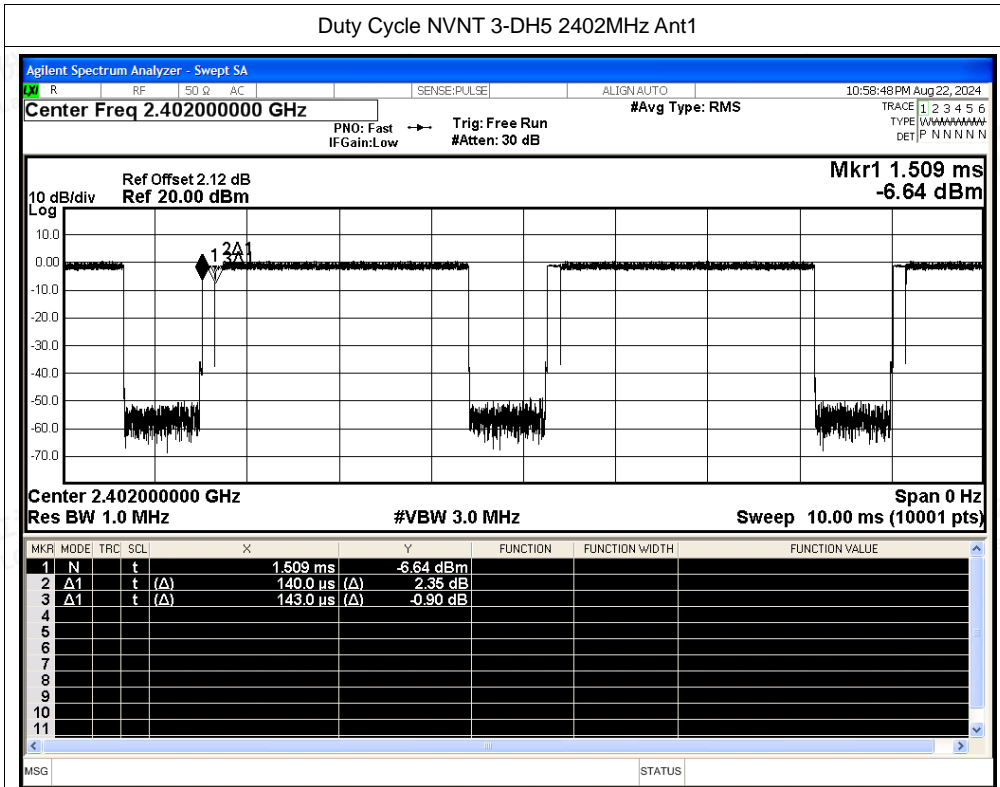 Duty Cycle NVNT 3-DH5 2402MHz Ant1
Agilent Spectrum Analyzer - Swept SA
LXI R RF 50 Ω AC SENSE:PULSE ALIGN AUTO 10:58:48 PM Aug 22, 2024
Center Freq 2.402000000 GHz #Avg Type: RMS TRACE 1 2 3 4 5 6
PNO: Fast Trig: Free Run TYPE W
IFGain:Low #Atten: 30 dB DET P N N N N N
Mkr1 1.509 ms
-6.64 dBm
Ref Offset 2.12 dB
10 dB/div Ref 20.00 dBm
Log
10.0
0.00
-10.0
-20.0
-30.0
-40.0
-50.0
-60.0
-70.0
1 2Δ1
3Δ1
Center 2.402000000 GHz Span 0 Hz
Res BW 1.0 MHz #VBW 3.0 MHz Sweep 10.00 ms (10001 pts)
MKR MODE TRC SCL X Y FUNCTION FUNCTION WIDTH FUNCTION VALUE
1 N t 1.509 ms -6.64 dBm
2 Δ1 t (Δ) 140.0 µs (Δ) 2.35 dB
3 Δ1 t (Δ) 143.0 µs (Δ) -0.90 dB
4
5
6
7
8
9
10
11
MSG STATUS